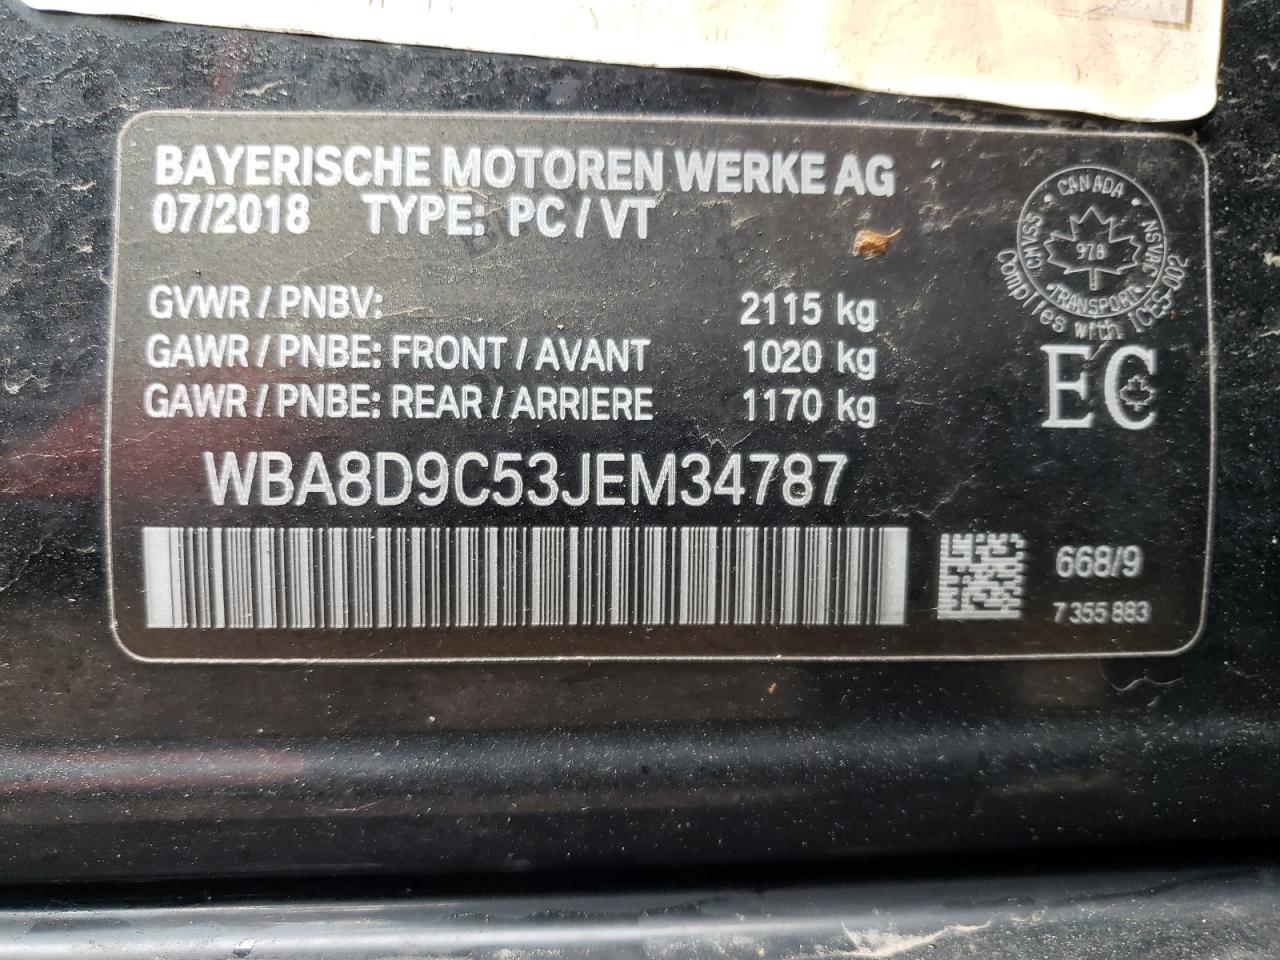 BAYERISCHE MOTOREN WERKE AG
07/2018 TYPE: PC/VT
GVWR/PNBV: 2115 kg
GAWR/PNBE: FRONT/AVANT 1020 kg
GAWR/PNBE: REAR/ARRIERE 1170 kg
WBA8D9C53JEM34787
CMVSS • CANADA • NSVAC
978
• TRANSPORT •
Complies with ICES-002
EC
668/9
7 355 883